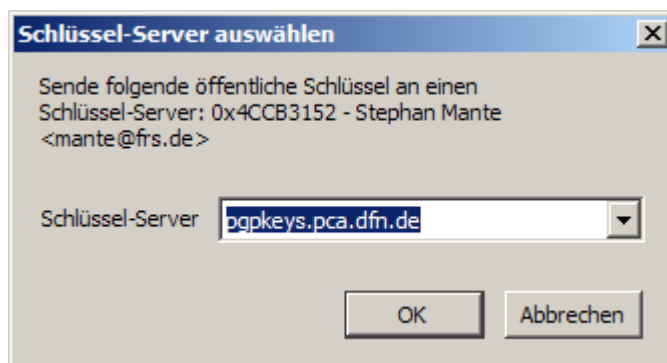 Schlüssel-Server auswählen
Sende folgende öffentliche Schlüssel an einen
Schlüssel-Server: 0x4CCB3152 - Stephan Mante
<mante@frs.de>
Schlüssel-Server pgpkeys.pca.dfn.de
OK Abbrechen